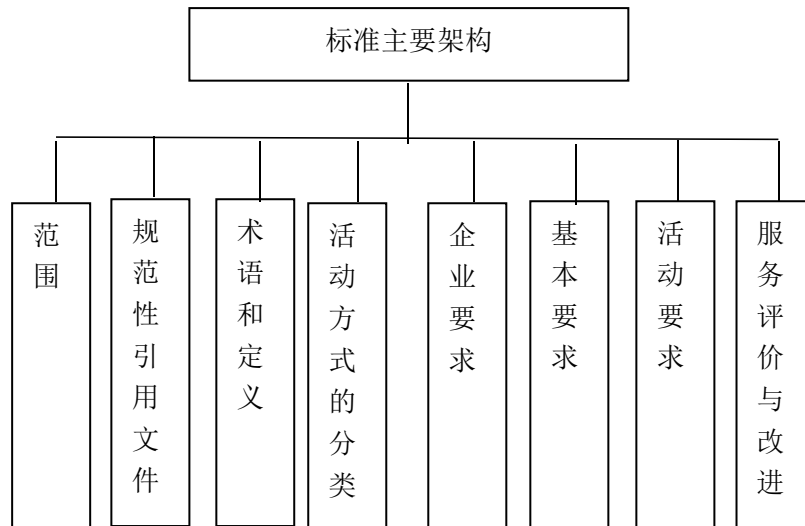 标准主要架构
范围
规范性引用文件
术语和定义
活动方式的分类
企业要求
基本要求
活动要求
服务评价与改进